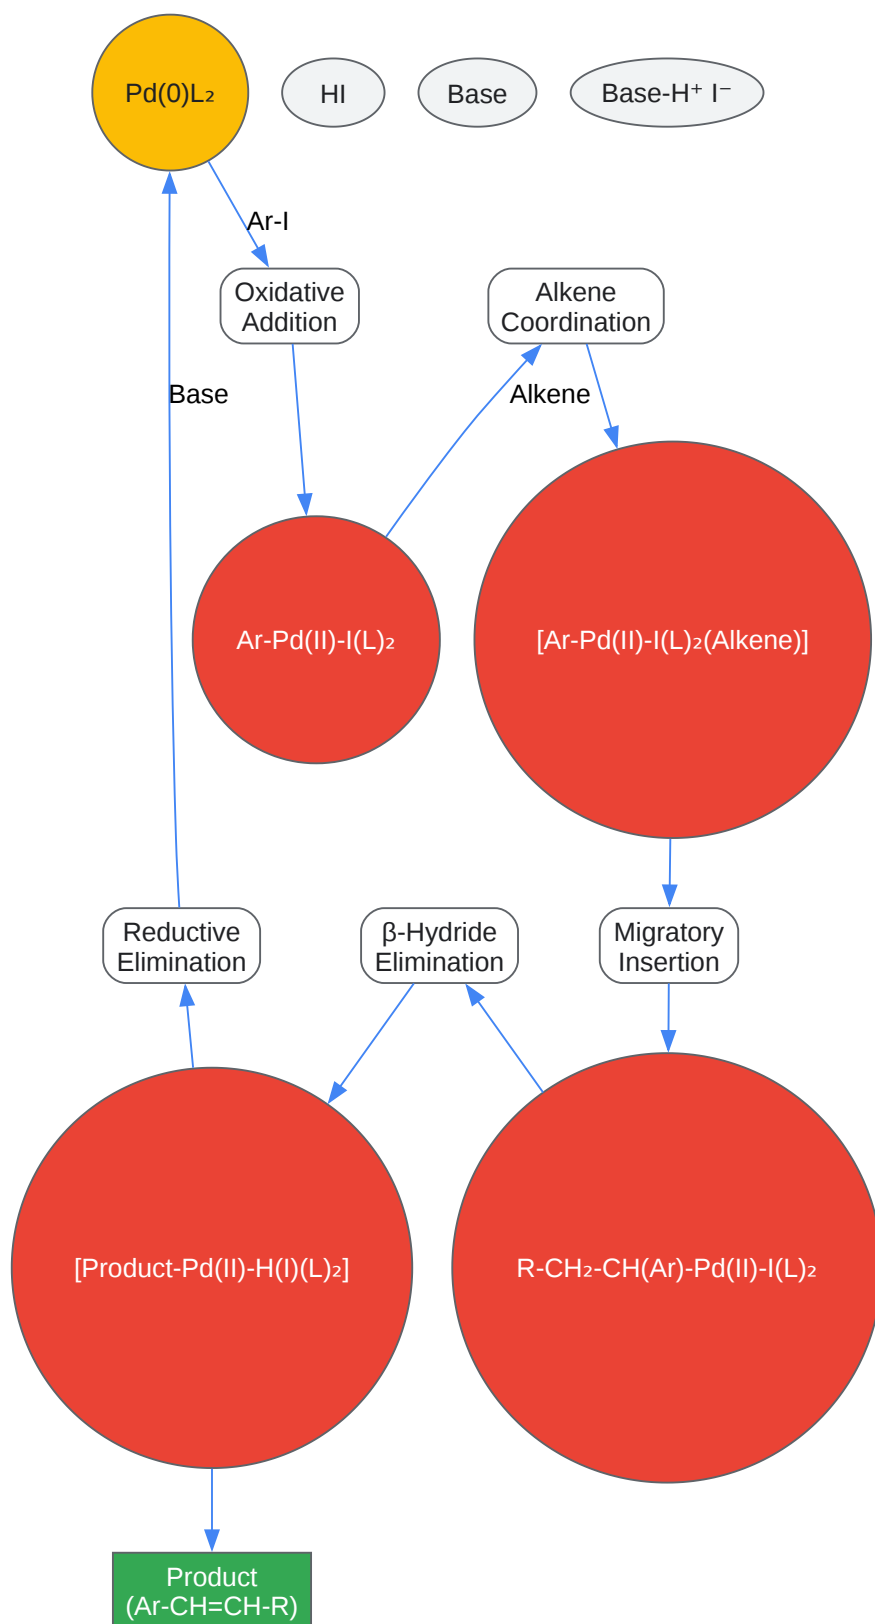 Pd(0)L₂
HI
Base
Base-H⁺ I⁻
Ar-I
Oxidative
Addition
Alkene
Coordination
Base
Alkene
Ar-Pd(II)-I(L)₂
[Ar-Pd(II)-I(L)₂(Alkene)]
Reductive
Elimination
β-Hydride
Elimination
Migratory
Insertion
[Product-Pd(II)-H(I)(L)₂]
R-CH₂-CH(Ar)-Pd(II)-I(L)₂
Product
(Ar-CH=CH-R)